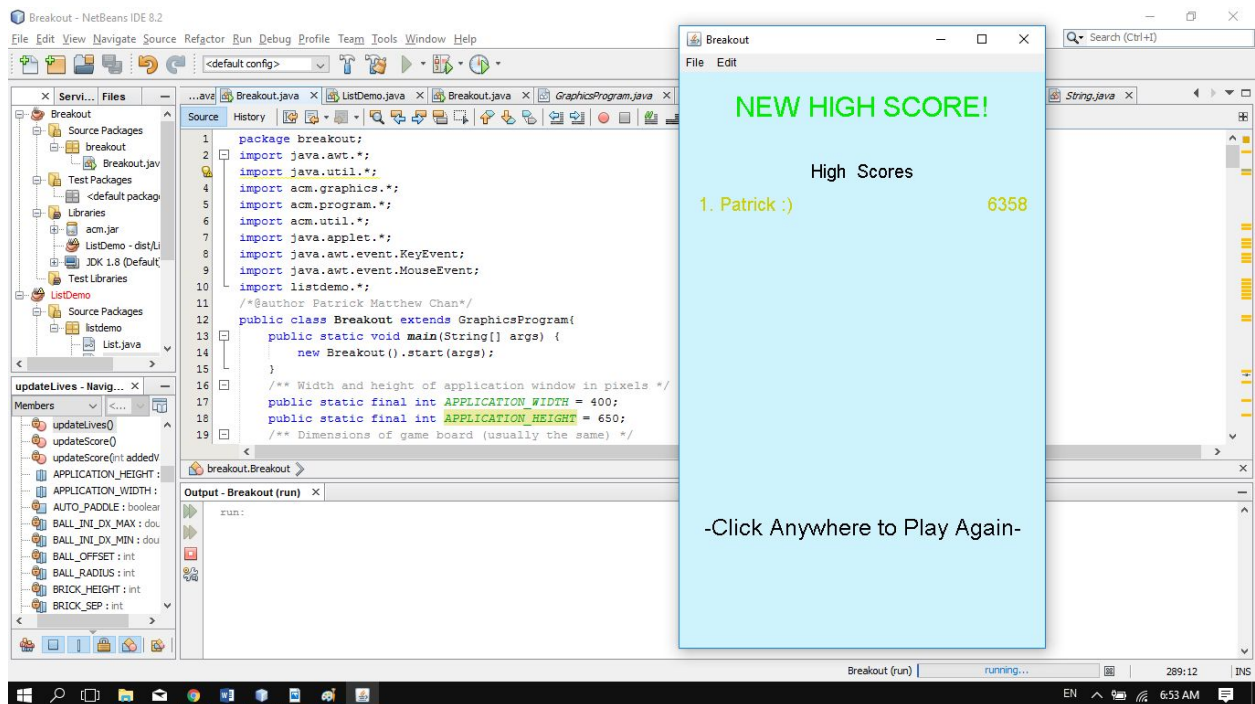 Breakout - NetBeans IDE 8.2
File Edit View Navigate Source Refactor Run Debug Profile Team Tools Window Help
Search (Ctrl+I)
<default config>
Servi... Files
Breakout
Source Packages
breakout
Breakout.jav
Test Packages
<default packag
Libraries
acm.jar
ListDemo - dist/Li
JDK 1.8 (Default
Test Libraries
ListDemo
Source Packages
listdemo
List.java
updateLives - Navig...
Members <...
updateLives()
updateScore()
updateScore(int addedV
APPLICATION_HEIGHT :
APPLICATION_WIDTH :
AUTO_PADDLE : boolear
BALL_INI_DX_MAX : dou
BALL_INI_DX_MIN : dou
BALL_OFFSET : int
BALL_RADIUS : int
BRICK_HEIGHT : int
BRICK_SEP : int
...ava Breakout.java ListDemo.java Breakout.java GraphicsProgram.java String.java
Source History
1 package breakout;
2 import java.awt.*;
import java.util.*;
4 import acm.graphics.*;
5 import acm.program.*;
6 import acm.util.*;
7 import java.applet.*;
8 import java.awt.event.KeyEvent;
9 import java.awt.event.MouseEvent;
10 import listdemo.*;
11 /*@author Patrick Matthew Chan*/
12 public class Breakout extends GraphicsProgram{
13 public static void main(String[] args) {
14 new Breakout().start(args);
15 }
16 /** Width and height of application window in pixels */
17 public static final int APPLICATION_WIDTH = 400;
18 public static final int APPLICATION_HEIGHT = 650;
19 /** Dimensions of game board (usually the same) */
breakout.Breakout
Output - Breakout (run)
run:
Breakout
File Edit
NEW HIGH SCORE!
High Scores
1. Patrick :) 6358
-Click Anywhere to Play Again-
Breakout (run) running... 289:12 INS
EN 6:53 AM